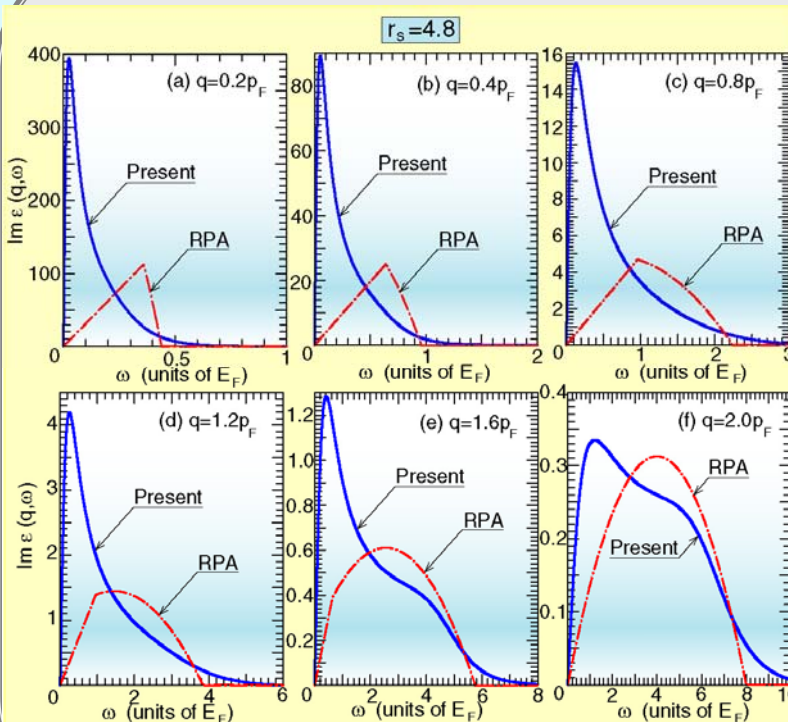 r_s=4.8
(a) q=0.2p_F
Im ε (q,ω)
400
300
200
100
0
Present
RPA
0.5
1
ω (units of E_F)
(b) q=0.4p_F
80
60
40
20
0
Present
RPA
0
1
2
ω (units of E_F)
(c) q=0.8p_F
16
14
12
10
8
6
4
2
0
Present
RPA
0
1
2
3
ω (units of E_F)
(d) q=1.2p_F
Im ε (q,ω)
4
3
2
1
0
Present
RPA
0
2
4
6
ω (units of E_F)
(e) q=1.6p_F
1.2
1.0
0.8
0.6
0.4
0.2
0
Present
RPA
2
4
6
8
ω (units of E_F)
(f) q=2.0p_F
0.4
0.3
0.2
0.1
0
RPA
Present
0
2
4
6
8
10
ω (units of E_F)